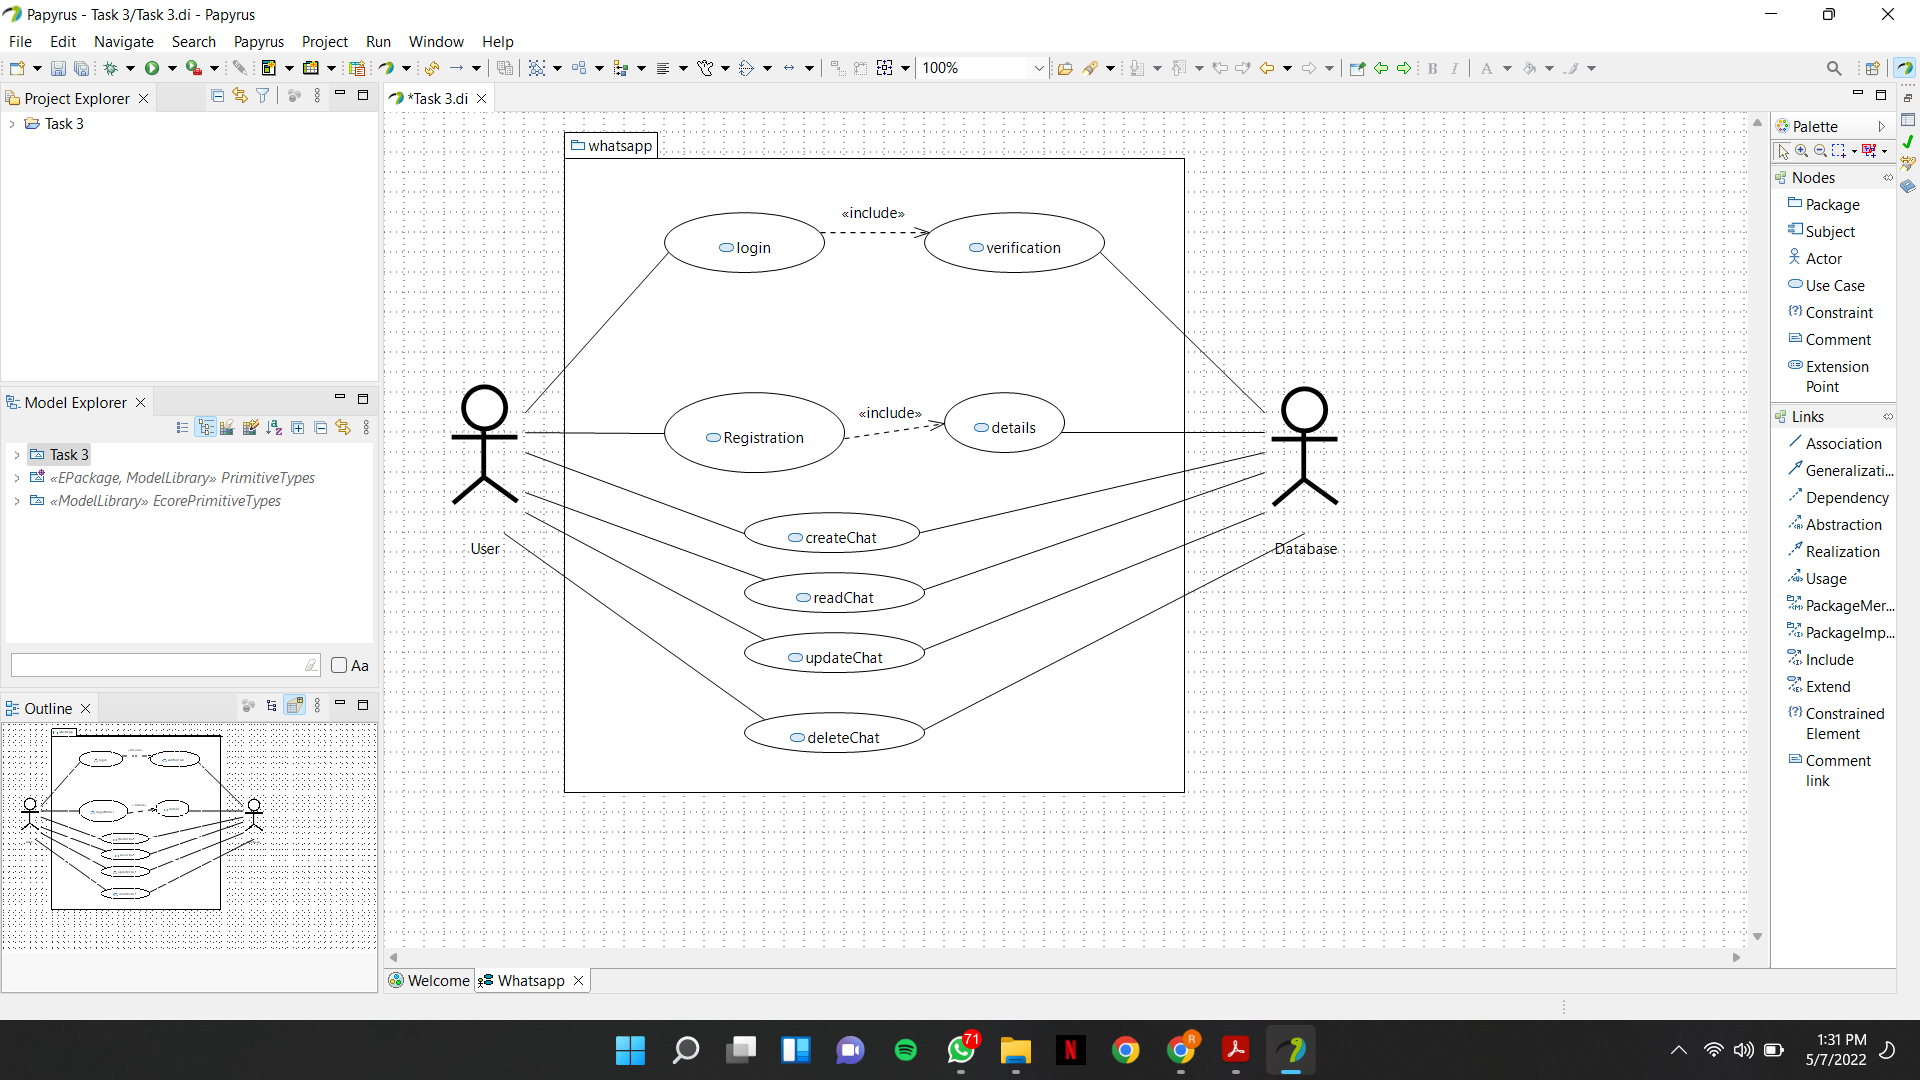 Papyrus - Task 3/Task 3.di - Papyrus
File Edit Navigate Search Papyrus Project Run Window Help
100%
B I A
Project Explorer
Task 3
Model Explorer
Task 3
«EPackage, ModelLibrary» PrimitiveTypes
«ModelLibrary» EcorePrimitiveTypes
Aa
Outline
*Task 3.di
whatsapp
«include»
login
verification
«include»
Registration
details
createChat
User
Database
readChat
updateChat
deleteChat
Welcome
Whatsapp
Palette
Nodes
Package
Subject
Actor
Use Case
Constraint
Comment
Extension
Point
Links
Association
Generalizati...
Dependency
Abstraction
Realization
Usage
PackageMer...
PackageImp...
Include
Extend
Constrained
Element
Comment
link
71
N
R
1:31 PM
5/7/2022